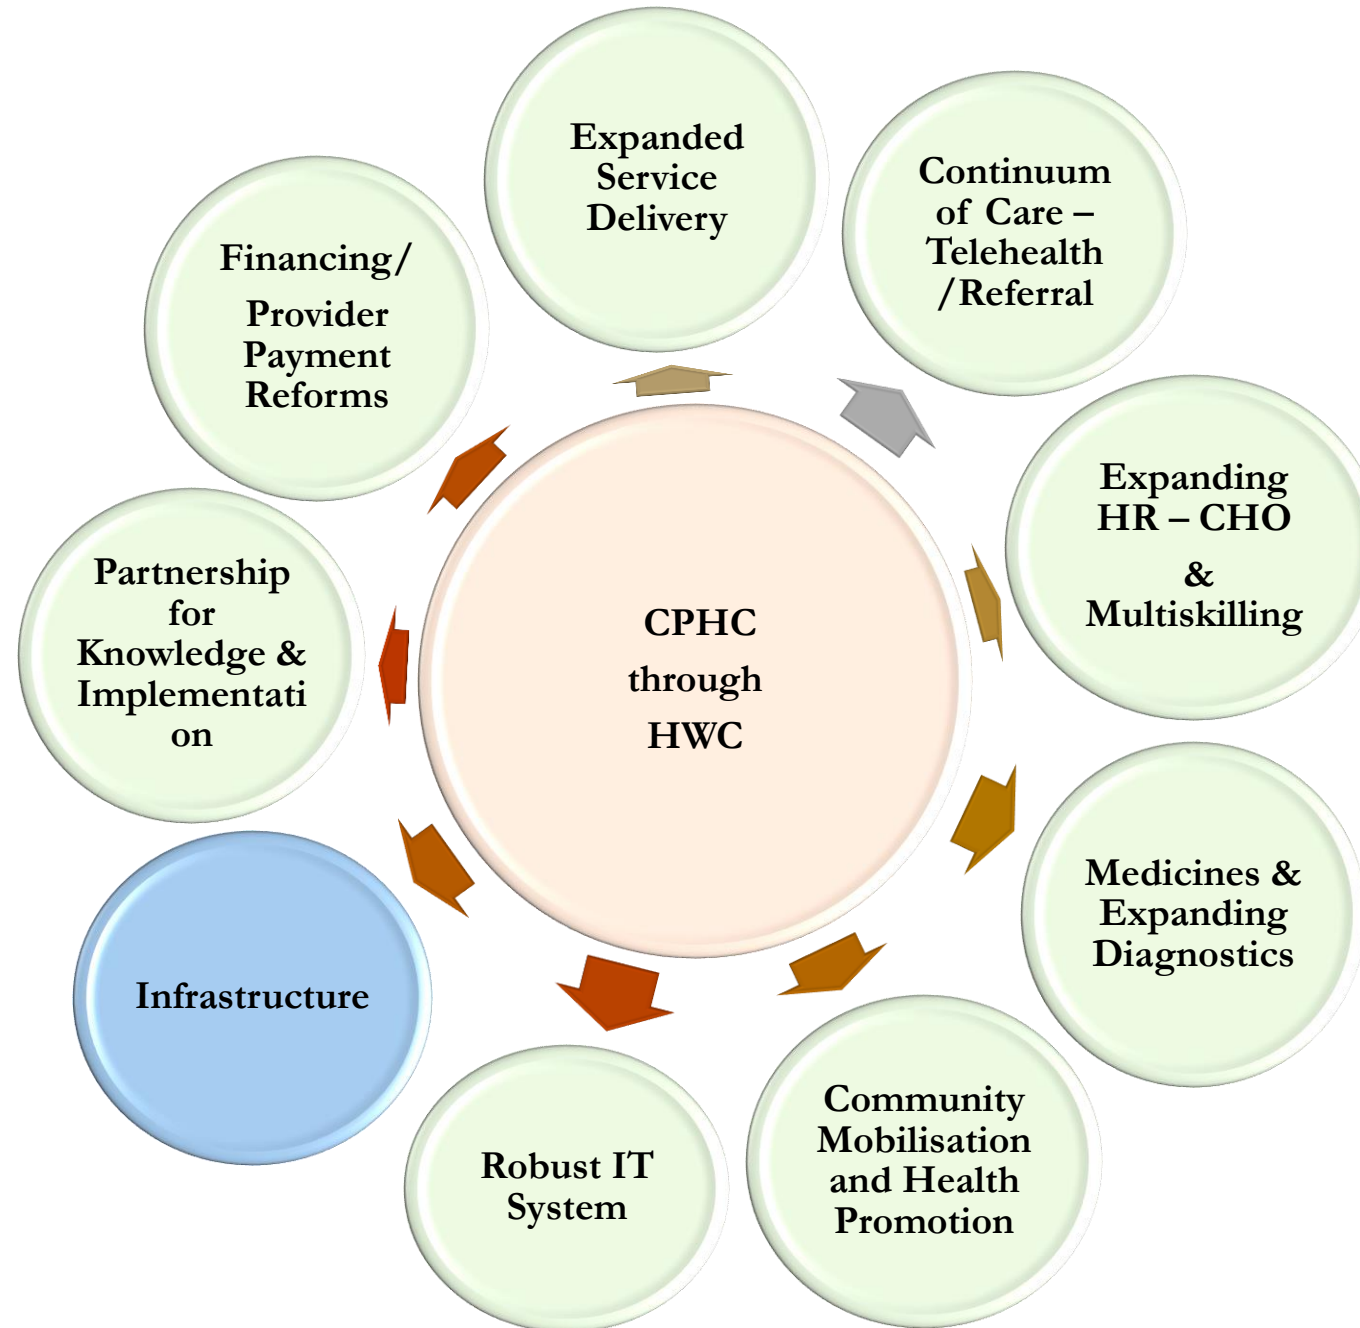 Expanded
Service
Delivery
Continuum
of Care –
Telehealth
/Referral
Expanding
HR – CHO
&
Multiskilling
Medicines &
Expanding
Diagnostics
Community
Mobilisation
and Health
Promotion
Robust IT
System
Infrastructure
Partnership
for
Knowledge &
Implementati
on
Financing/
Provider
Payment
Reforms
CPHC
through
HWC